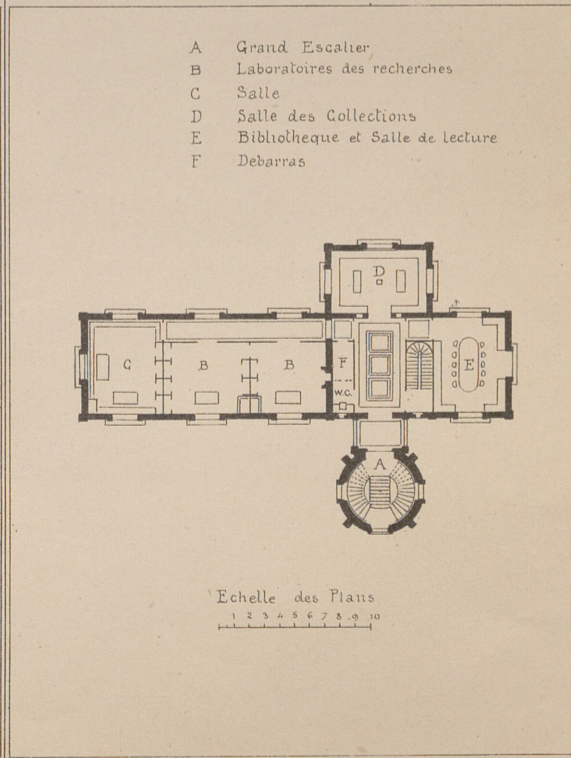 A Grand Escalier
B Laboratoires des recherches
C Salle
D Salle des Collections
E Bibliotheque et Salle de lecture
F Debarras
D
C
B
B
F
E
W.C.
A
Echelle des Plans
1 2 3 4 5 6 7 8 9 10